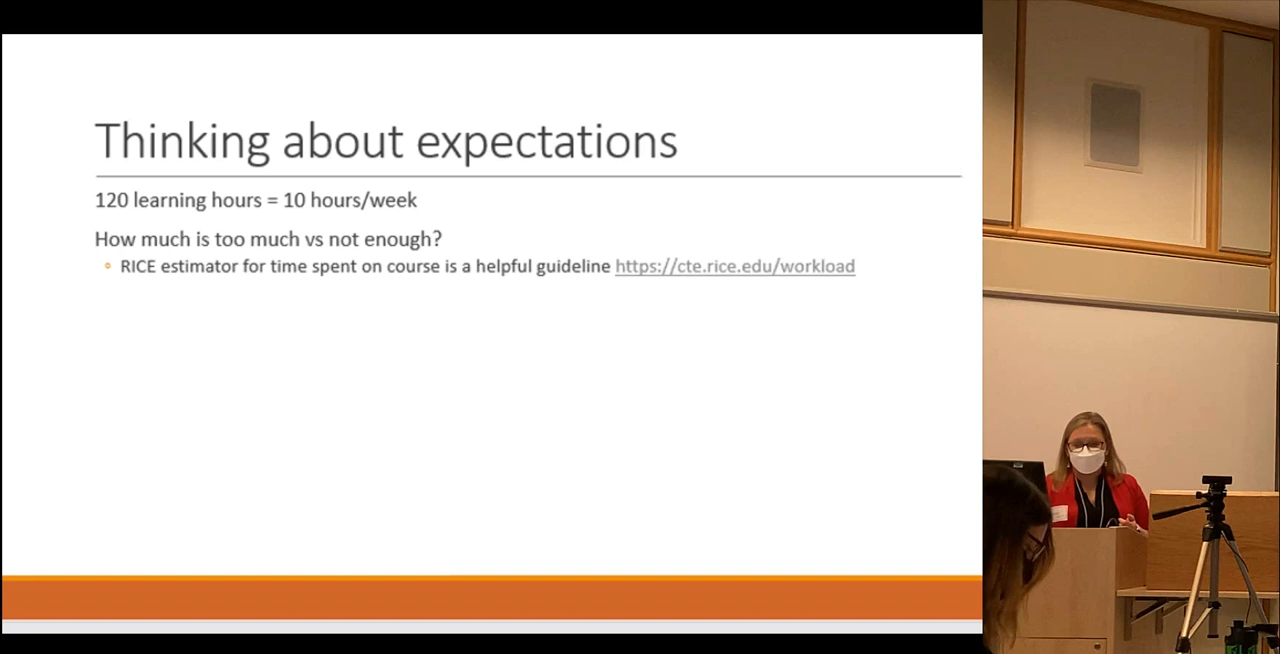 Thinking about expectations
120 learning hours = 10 hours/week
How much is too much vs not enough?
RICE estimator for time spent on course is a helpful guideline https://cte.rice.edu/workload